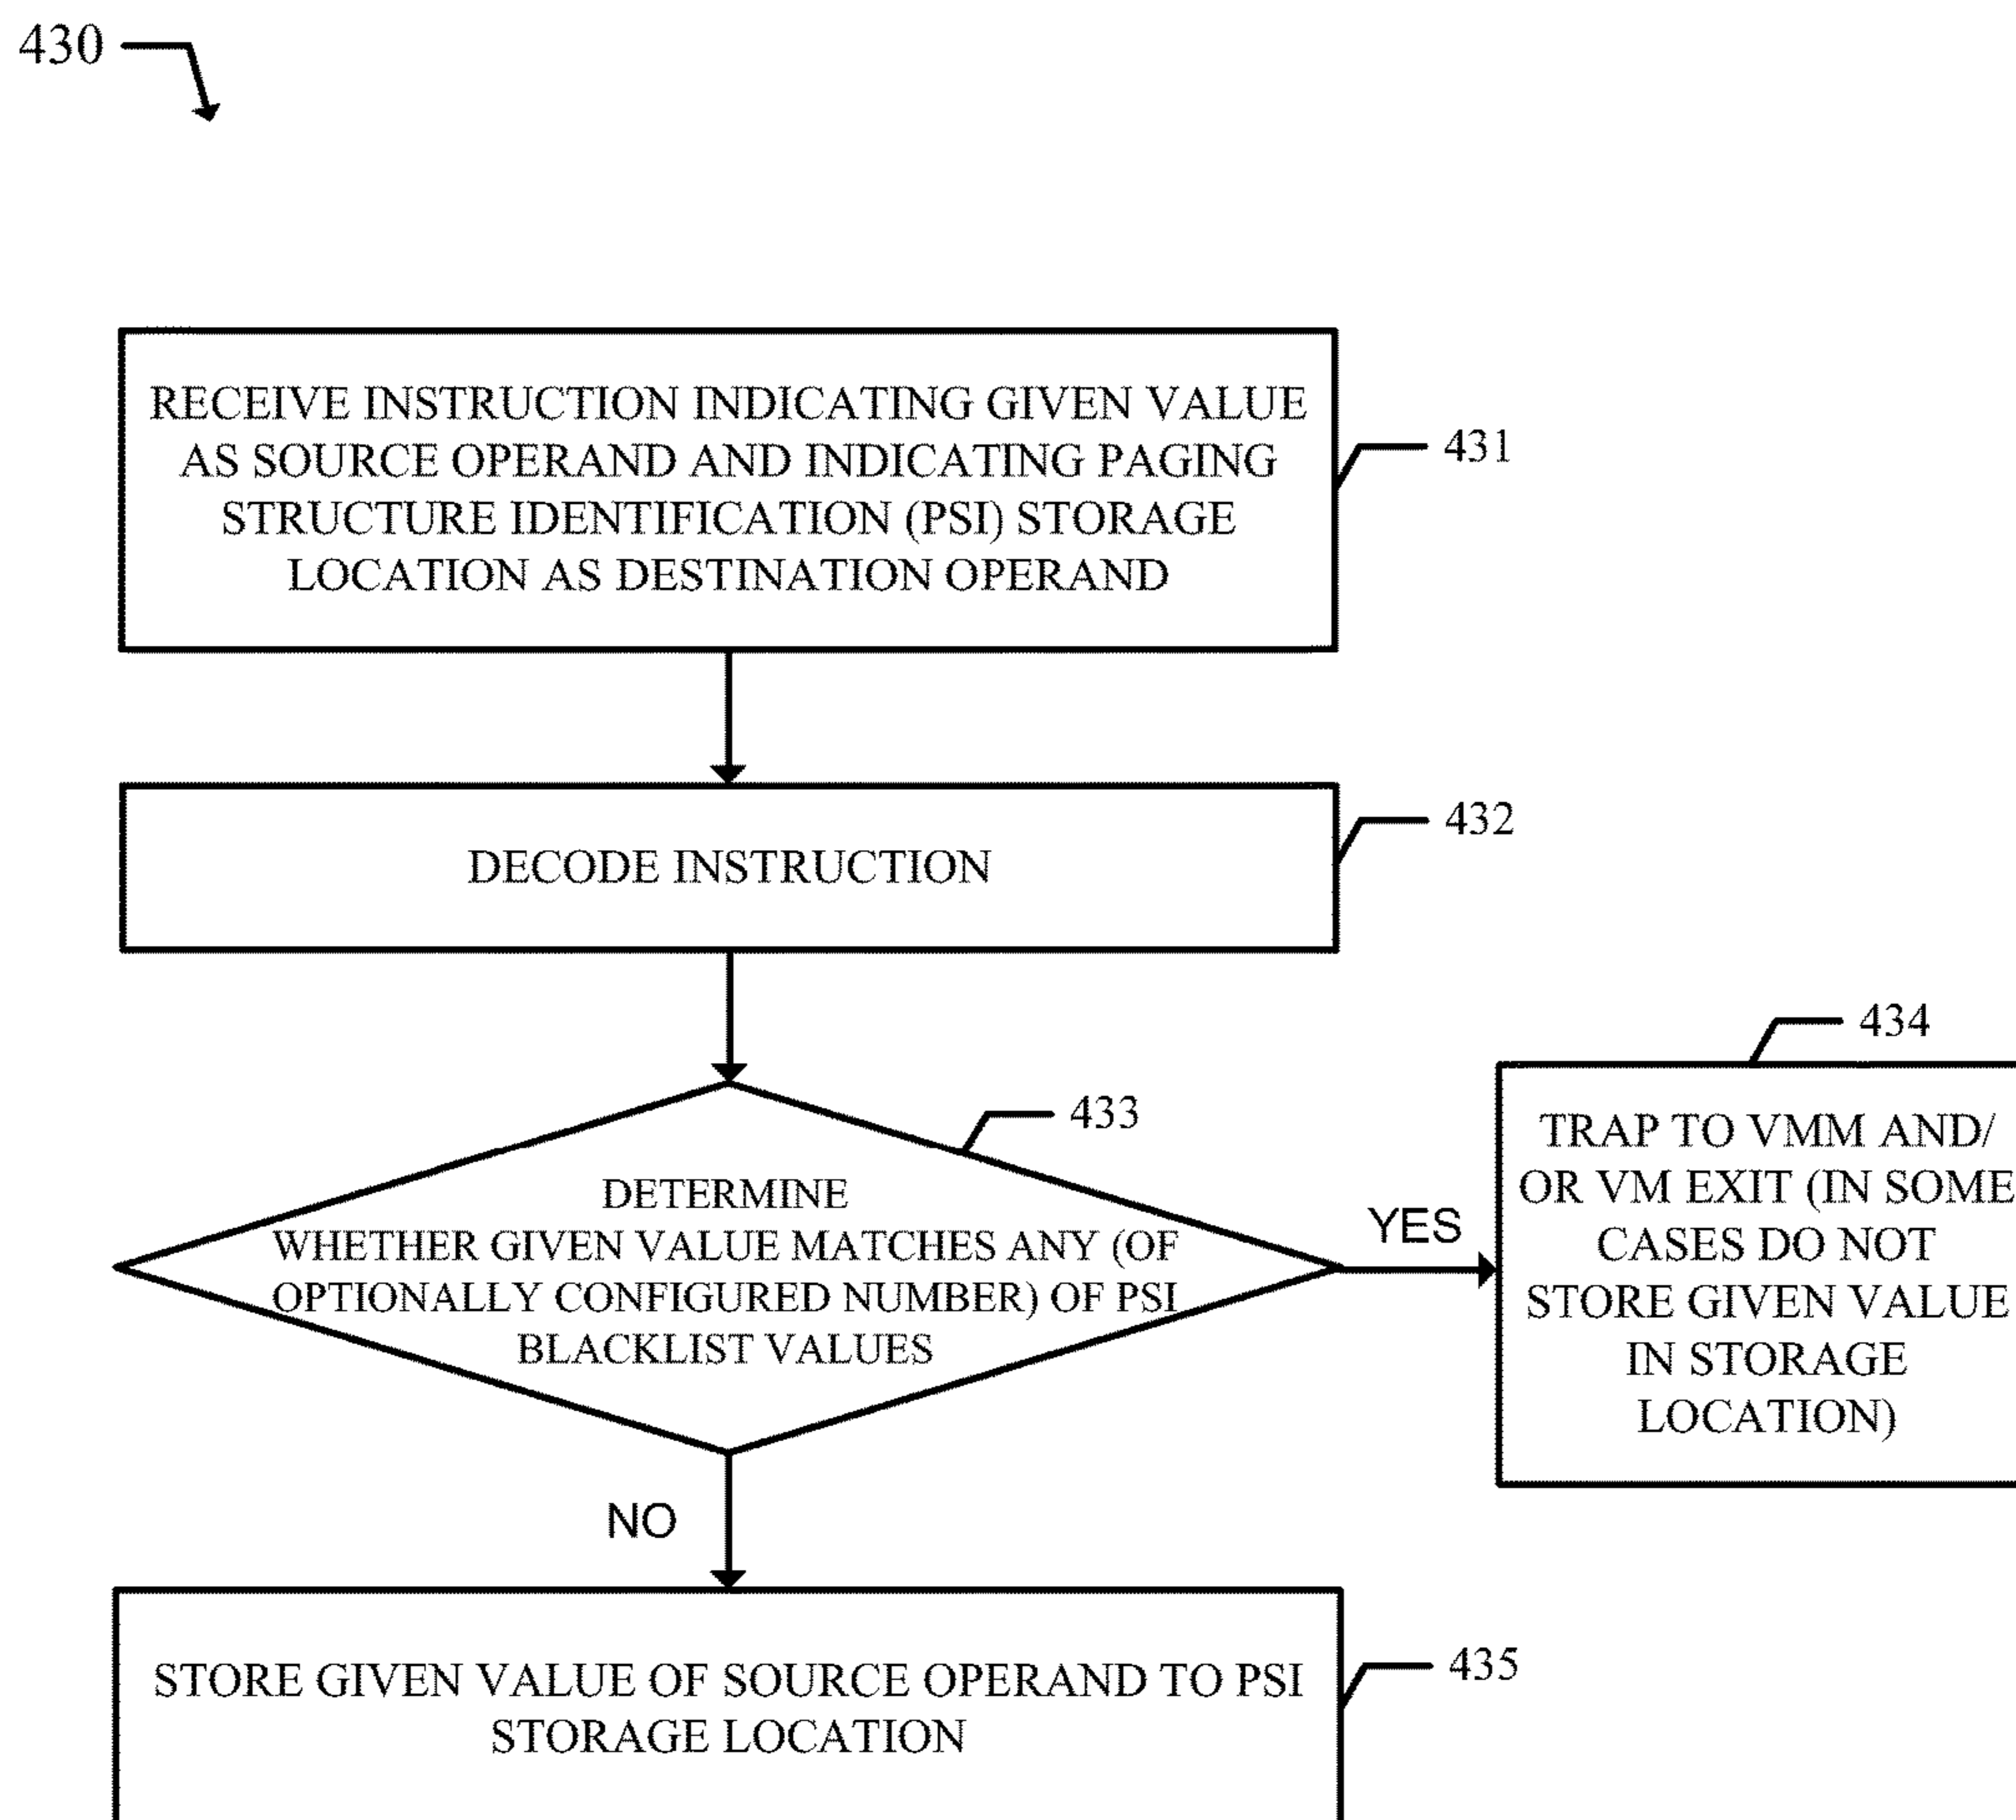 430
RECEIVE INSTRUCTION INDICATING GIVEN VALUE
AS SOURCE OPERAND AND INDICATING PAGING
STRUCTURE IDENTIFICATION (PSI) STORAGE
LOCATION AS DESTINATION OPERAND
431
DECODE INSTRUCTION
432
433
DETERMINE
WHETHER GIVEN VALUE MATCHES ANY (OF
OPTIONALLY CONFIGURED NUMBER) OF PSI
BLACKLIST VALUES
YES
434
TRAP TO VMM AND/
OR VM EXIT (IN SOME
CASES DO NOT
STORE GIVEN VALUE
IN STORAGE
LOCATION)
NO
STORE GIVEN VALUE OF SOURCE OPERAND TO PSI
STORAGE LOCATION
435